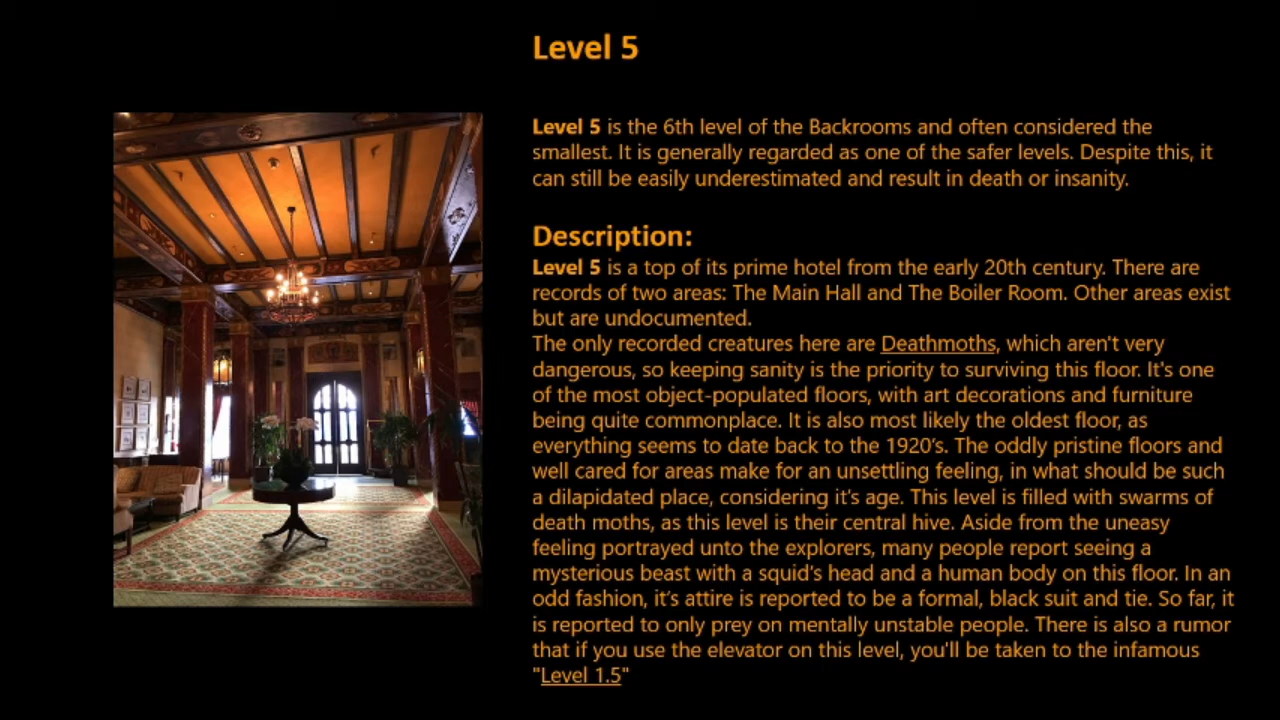 Level 5
Level 5 is the 6th level of the Backrooms and often considered the
smallest. It is generally regarded as one of the safer levels. Despite this, it
can still be easily underestimated and result in death or insanity.
Description:
Level 5 is a top of its prime hotel from the early 20th century. There are
records of two areas: The Main Hall and The Boiler Room. Other areas exist
but are undocumented.
The only recorded creatures here are Deathmoths, which aren't very
dangerous, so keeping sanity is the priority to surviving this floor. It's one
of the most object-populated floors, with art decorations and furniture
being quite commonplace. It is also most likely the oldest floor, as
everything seems to date back to the 1920's. The oddly pristine floors and
well cared for areas make for an unsettling feeling, in what should be such
a dilapidated place, considering it's age. This level is filled with swarms of
death moths, as this level is their central hive. Aside from the uneasy
feeling portrayed unto the explorers, many people report seeing a
mysterious beast with a squid's head and a human body on this floor. In an
odd fashion, it's attire is reported to be a formal, black suit and tie. So far, it
is reported to only prey on mentally unstable people. There is also a rumor
that if you use the elevator on this level, you'll be taken to the infamous
"Level 1.5"